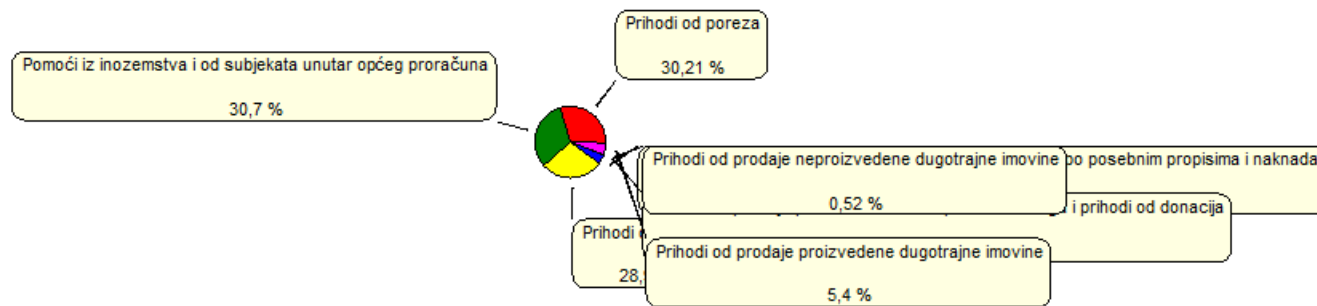 Prihodi od poreza
30,21 %
Pomoći iz inozemstva i od subjekata unutar općeg proračuna
30,7 %
Prihodi od prodaje neproizvedene dugotrajne imovine
po posebnim propisima i naknada
0,52 %
i prihodi od donacija
Prihodi
28,
Prihodi od prodaje proizvedene dugotrajne imovine
5,4 %